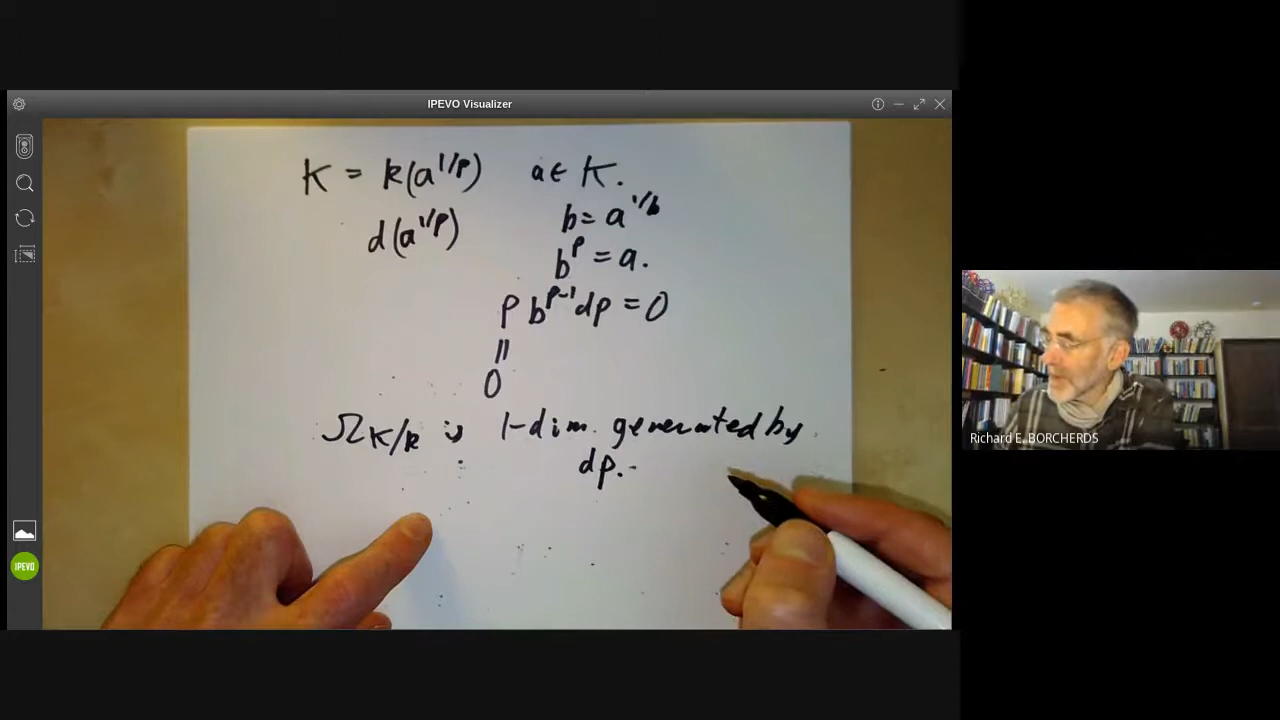 IPEVO Visualizer
K = k(a^{1/p}) a ∈ K.
d(a^{1/p}) b = a^{1/b}
b^p = a.
p b^{p-1} dp = 0
||
0
Ω_{K/k} is 1-dim. generated by
dp.
Richard E. BORCHERDS
IPEVO